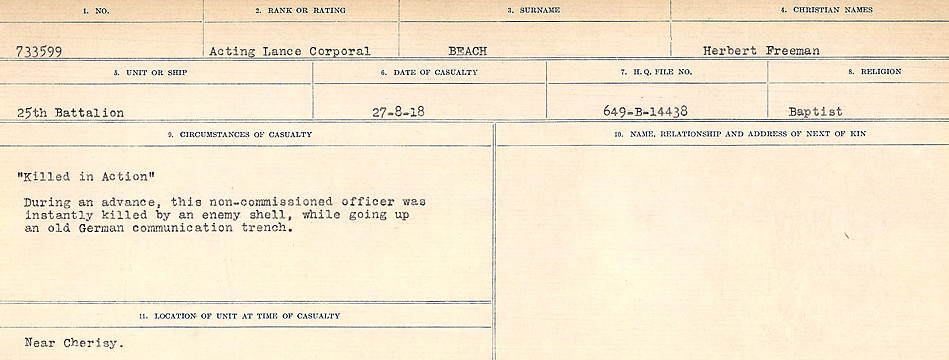 1. NO.
2. RANK OR RATING
3. SURNAME
4. CHRISTIAN NAMES
733599
Acting Lance Corporal
BEACH
Herbert Freeman
5. UNIT OR SHIP
6. DATE OF CASUALTY
7. H.Q. FILE NO.
8. RELIGION
25th Battalion
27-8-18
649-B-14438
Baptist
9. CIRCUMSTANCES OF CASUALTY
"Killed in Action"
During an advance, this non-commissioned officer was
instantly killed by an enemy shell, while going up
an old German communication trench.
10. NAME, RELATIONSHIP AND ADDRESS OF NEXT OF KIN
11. LOCATION OF UNIT AT TIME OF CASUALTY
Near Cherisy.